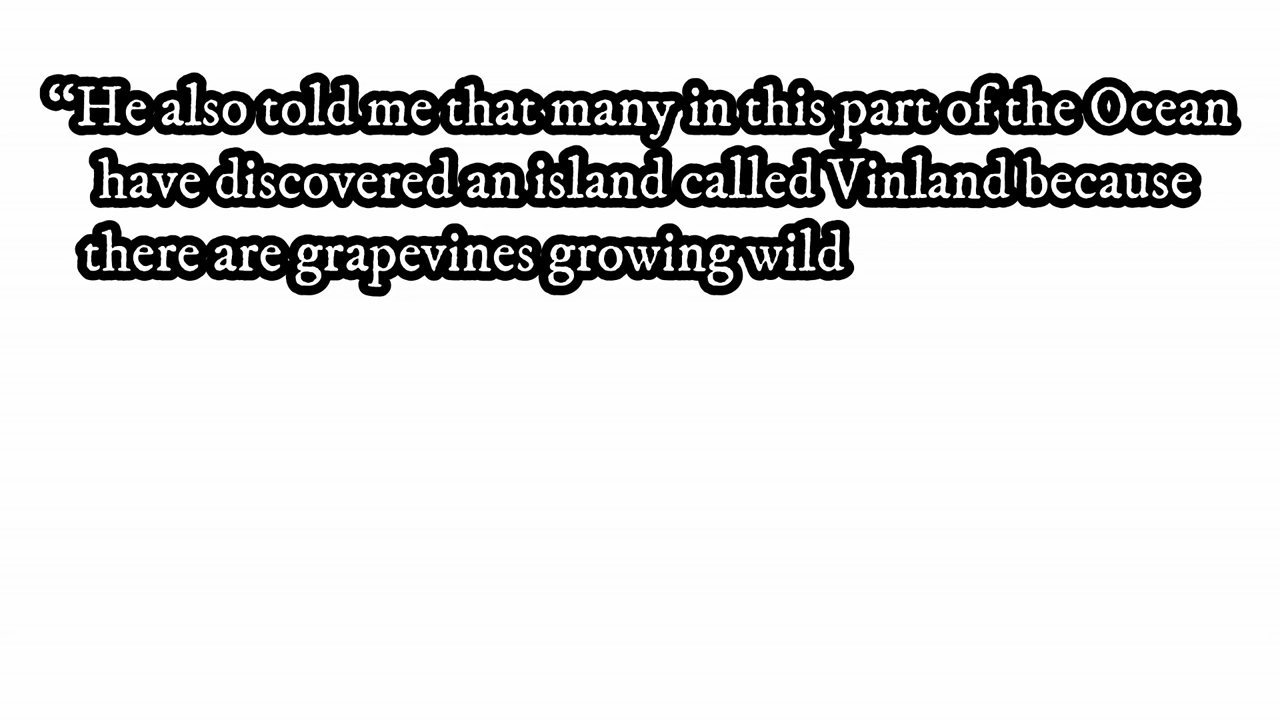 “He also told me that many in this part of the Ocean
have discovered an island called Vinland because
there are grapevines growing wild